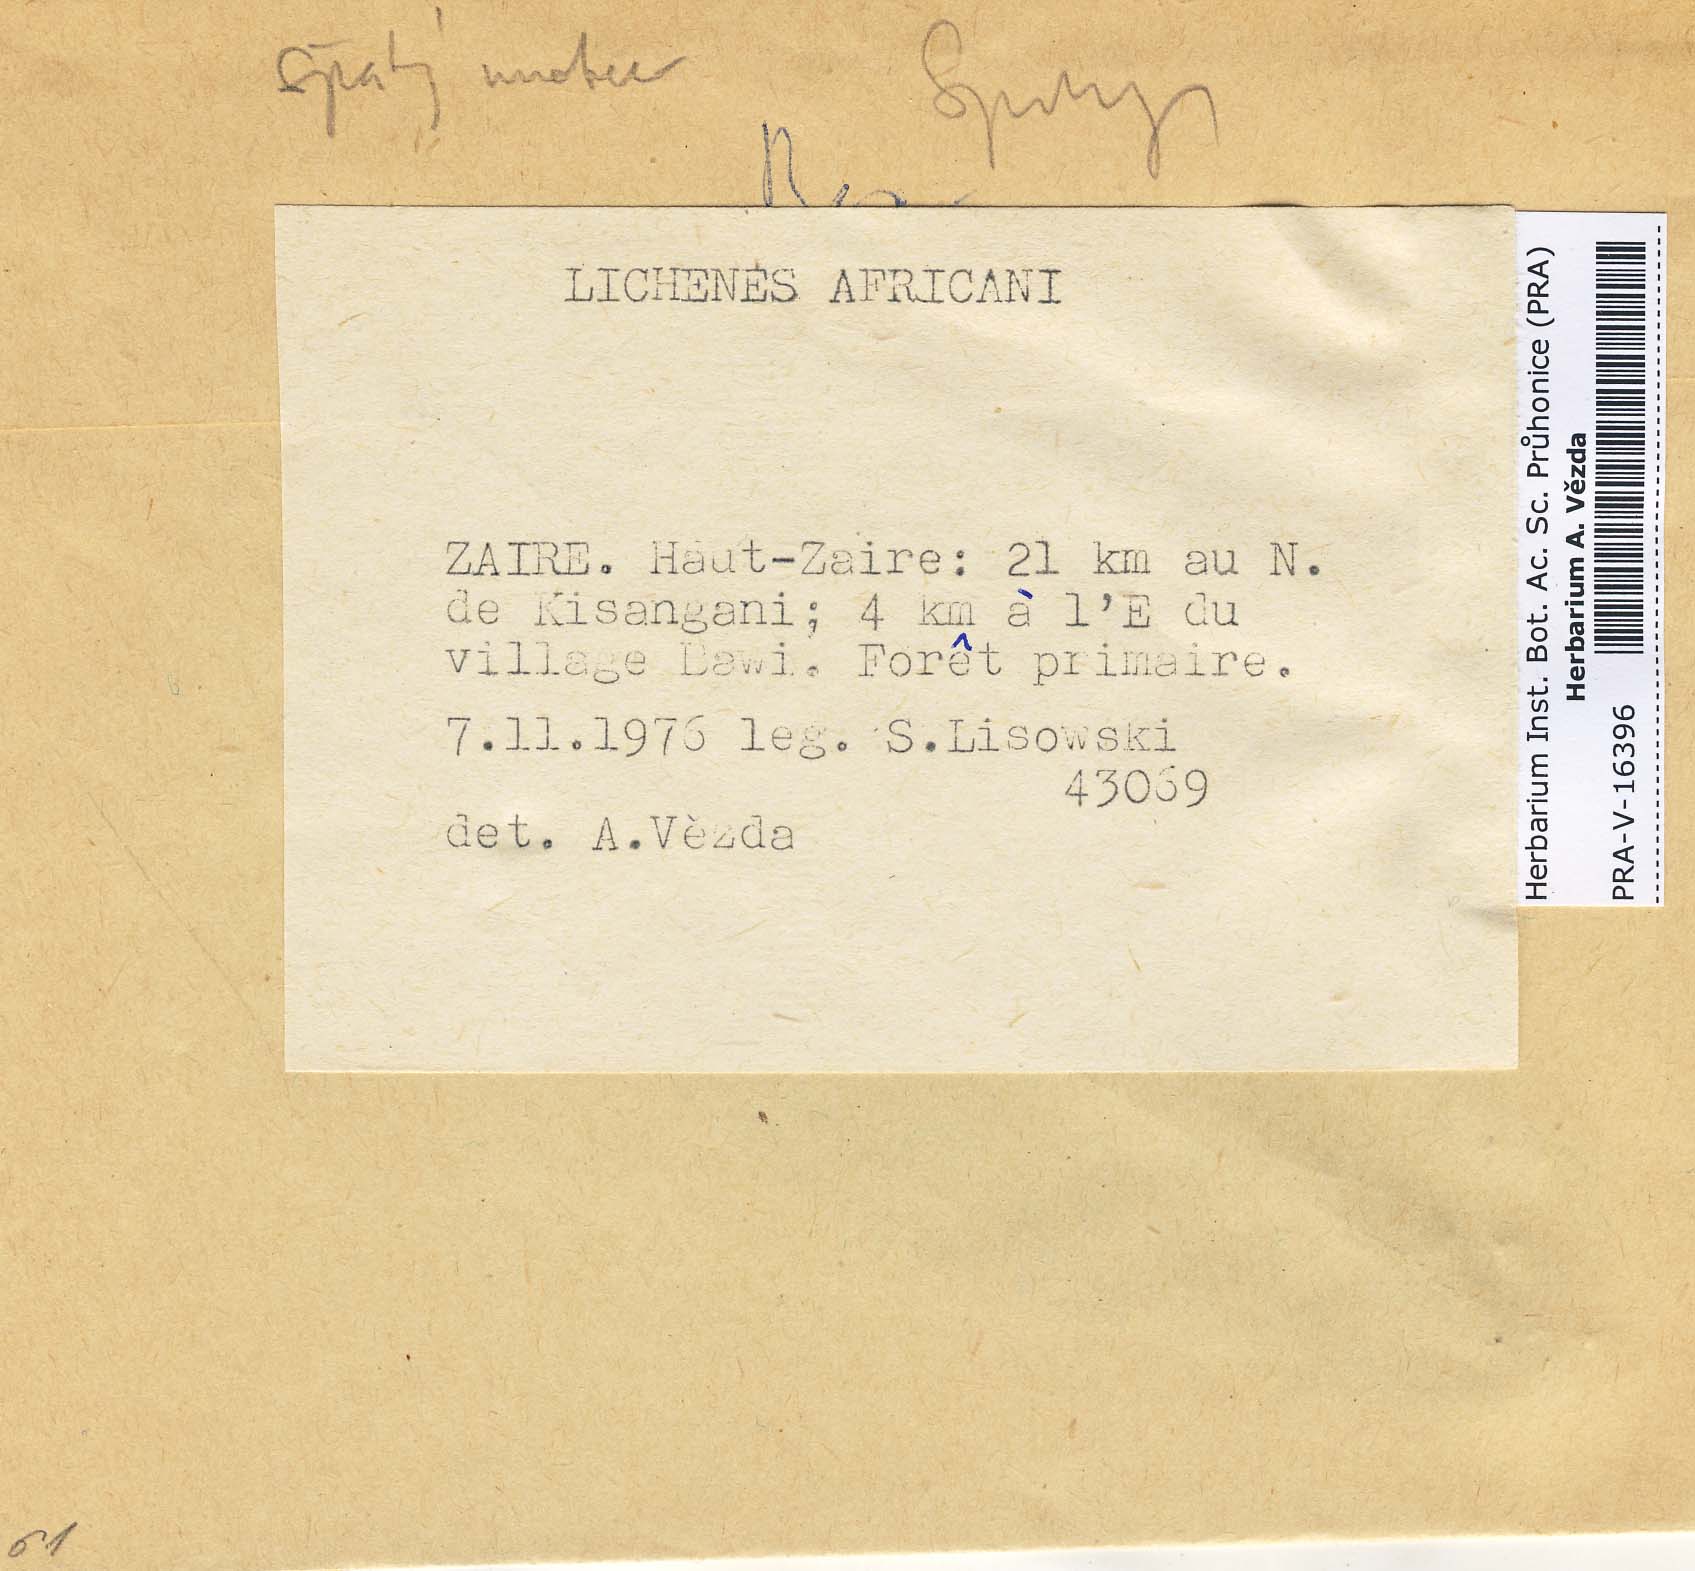 LICHENES AFRICANI
ZAIRE. Haut-Zaire: 21 km au N.
de Kisangani; 4 km à l'E du
village Bawi. Forêt primaire.
7.11.1976 leg. S.Lisowski
43069
det. A.Vèzda
Herbarium Inst. Bot. Ac. Sc. Průhonice (PRA)
Herbarium A. Vězda
PRA-V-16396
61